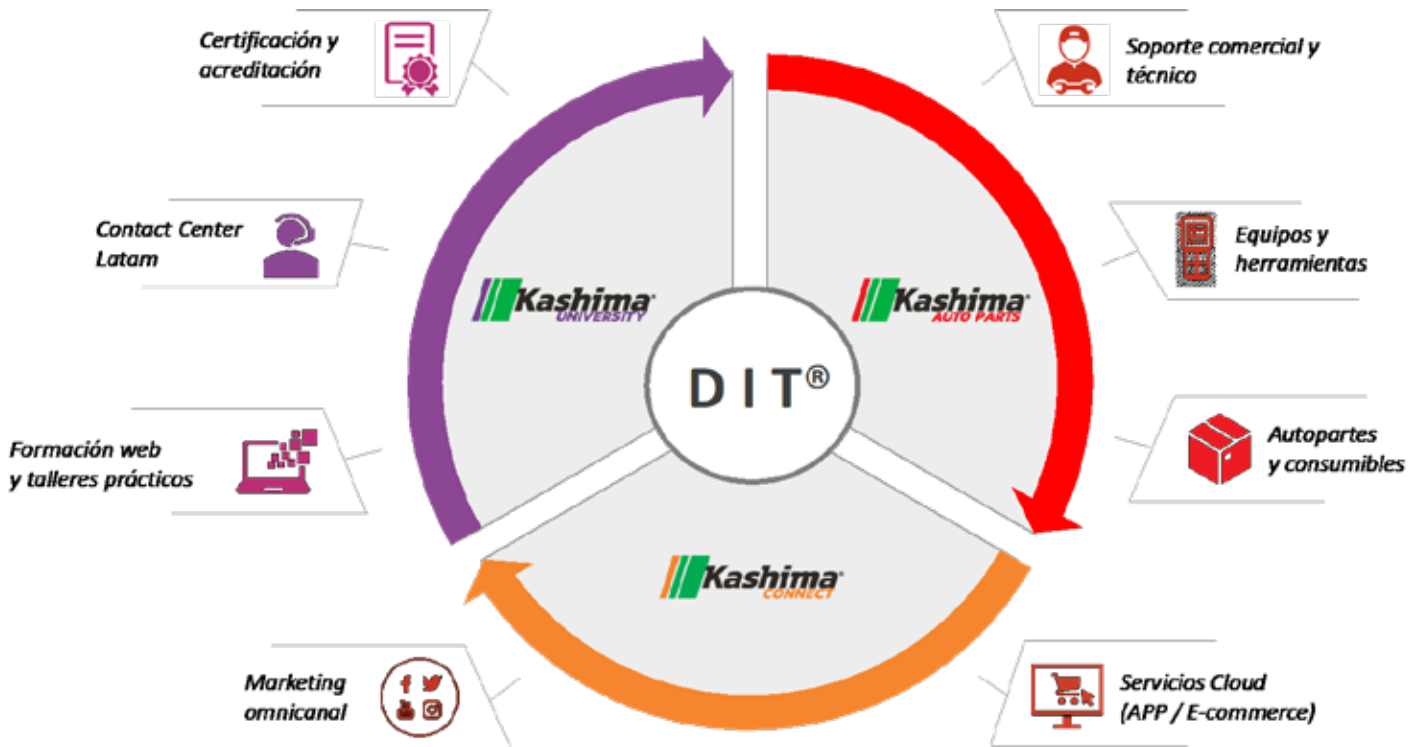 Certificación y
acreditación
Soporte comercial y
técnico
Contact Center
Latam
Equipos y
herramientas
Kashima®
UNIVERSITY
Kashima®
AUTO PARTS
D I T®
Formación web
y talleres prácticos
Autopartes
y consumibles
Kashima®
CONNECT
Marketing
omnicanal
Servicios Cloud
(APP / E-commerce)